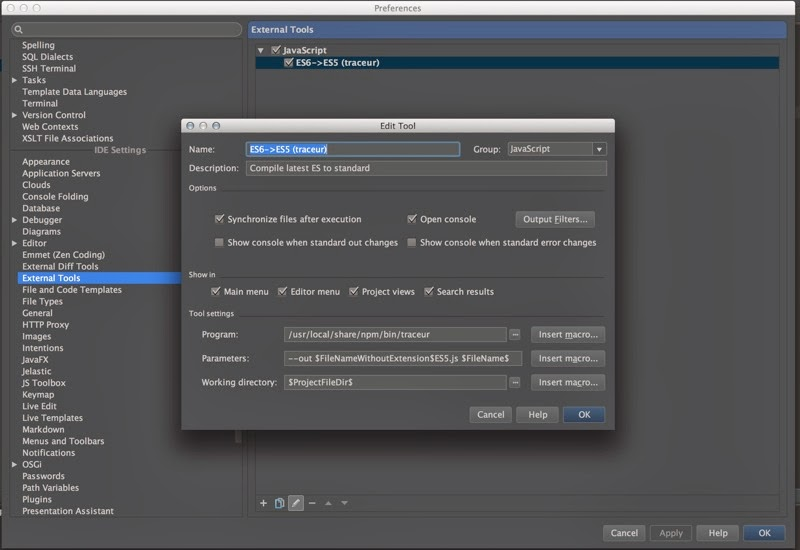 Preferences
Spelling
SQL Dialects
SSH Terminal
Tasks
Template Data Languages
Terminal
Version Control
Web Contexts
XSLT File Associations
IDE Settings
Appearance
Application Servers
Clouds
Console Folding
Database
Debugger
Diagrams
Editor
Emmet (Zen Coding)
External Diff Tools
External Tools
File and Code Templates
File Types
General
HTTP Proxy
Images
Intentions
JavaFX
Jelastic
JS Toolbox
Keymap
Live Edit
Live Templates
Markdown
Menus and Toolbars
Notifications
OSGi
Passwords
Path Variables
Plugins
Presentation Assistant
External Tools
JavaScript
ES6->ES5 (traceur)
Edit Tool
Name: ES6->ES5 (traceur) Group: JavaScript
Description: Compile latest ES to standard
Options
Synchronize files after execution Open console Output Filters...
Show console when standard out changes Show console when standard error changes
Show in
Main menu Editor menu Project views Search results
Tool settings
Program: /usr/local/share/npm/bin/traceur ... Insert macro...
Parameters: --out $FileNameWithoutExtension$ES5.js $FileName$ Insert macro...
Working directory: $ProjectFileDir$ ... Insert macro...
Cancel Help OK
Cancel Apply Help OK